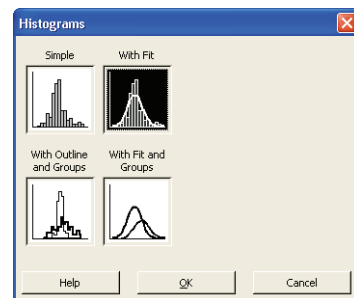 Histograms
Simple
With Fit
With Outline
and Groups
With Fit and
Groups
Help
OK
Cancel